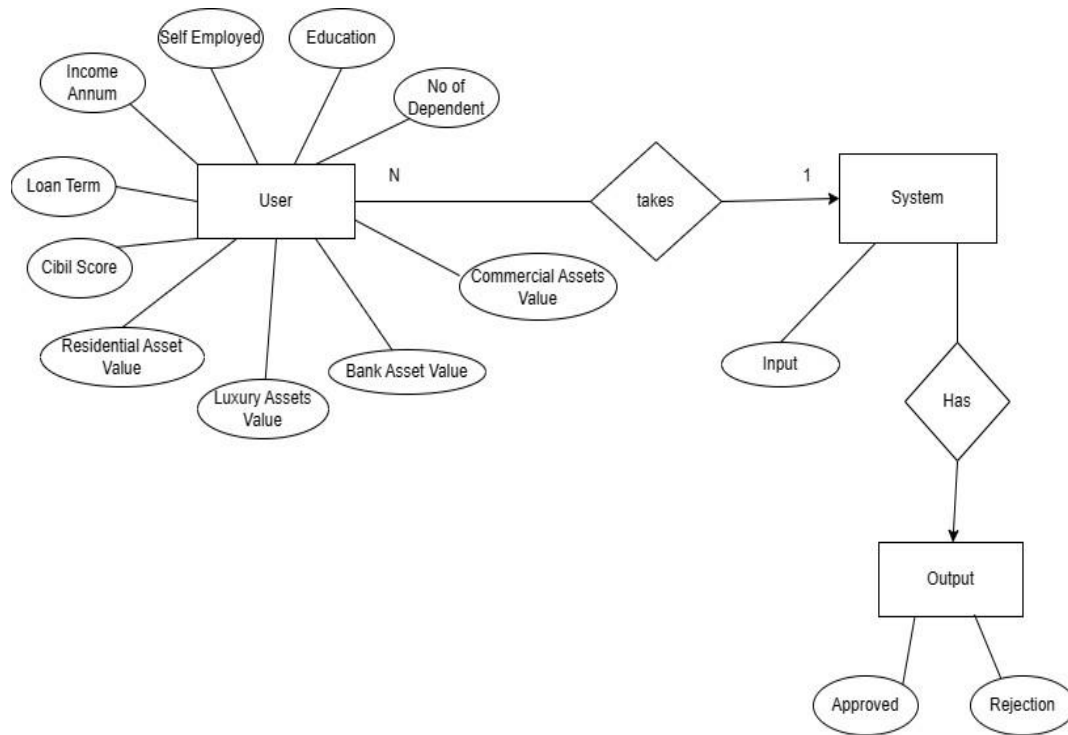 Self Employed
Education
Income
Annum
No of
Dependent
Loan Term
User
N
takes
1
System
Cibil Score
Commercial Assets
Value
Residential Asset
Value
Luxury Assets
Value
Bank Asset Value
Input
Has
Output
Approved
Rejection